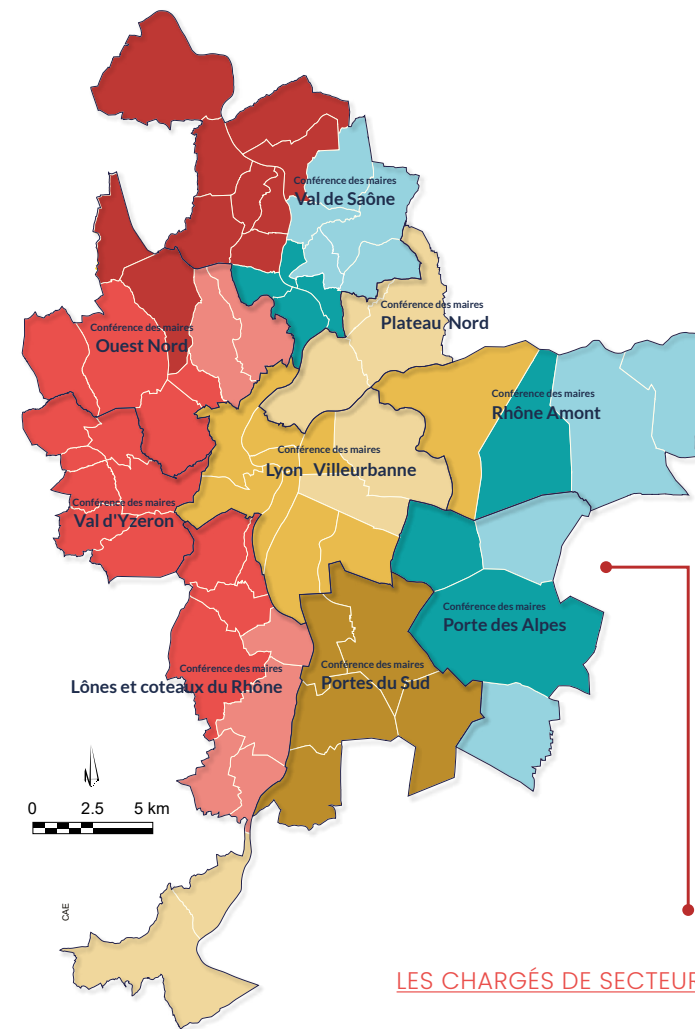 Conférence des maires
Val de Saône
Conférence des maires
Plateau Nord
Conférence des maires
Ouest Nord
Conférence des maires
Rhône Amont
Conférence des maires
Lyon Villeurbanne
Conférence des maires
Val d'Yzeron
Conférence des maires
Porte des Alpes
Conférence des maires
Lônes et coteaux du Rhône
Conférence des maires
Portes du Sud
0 2.5 5 km
CAE
LES CHARGÉS DE SECTEUR